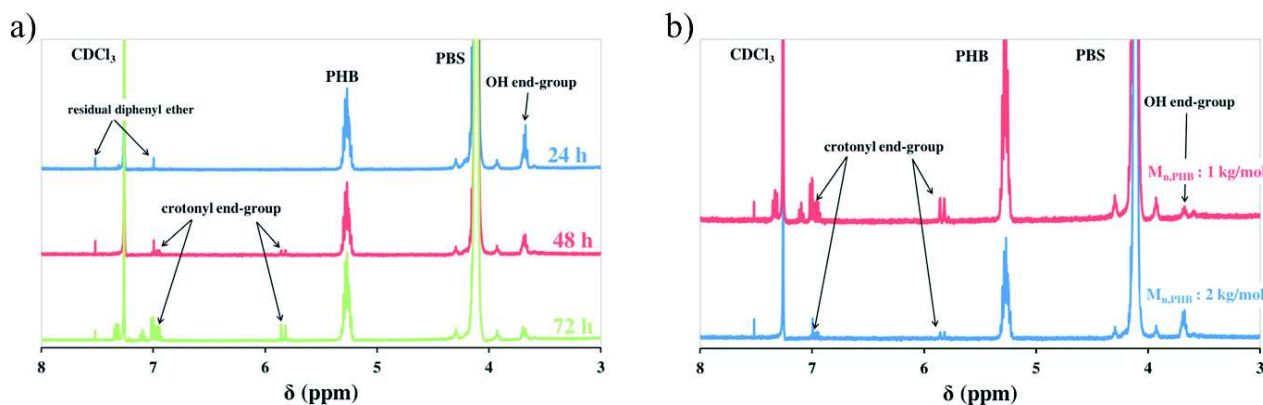 a)
CDCl3
PHB
PBS
OH end-group
residual diphenyl ether
24 h
crotonyl end-group
48 h
72 h
8 7 6 5 4 3
δ (ppm)
b)
CDCl3
PHB
PBS
OH end-group
crotonyl end-group
Mn,PHB : 1 kg/mol
Mn,PHB : 2 kg/mol
8 7 6 5 4 3
δ (ppm)